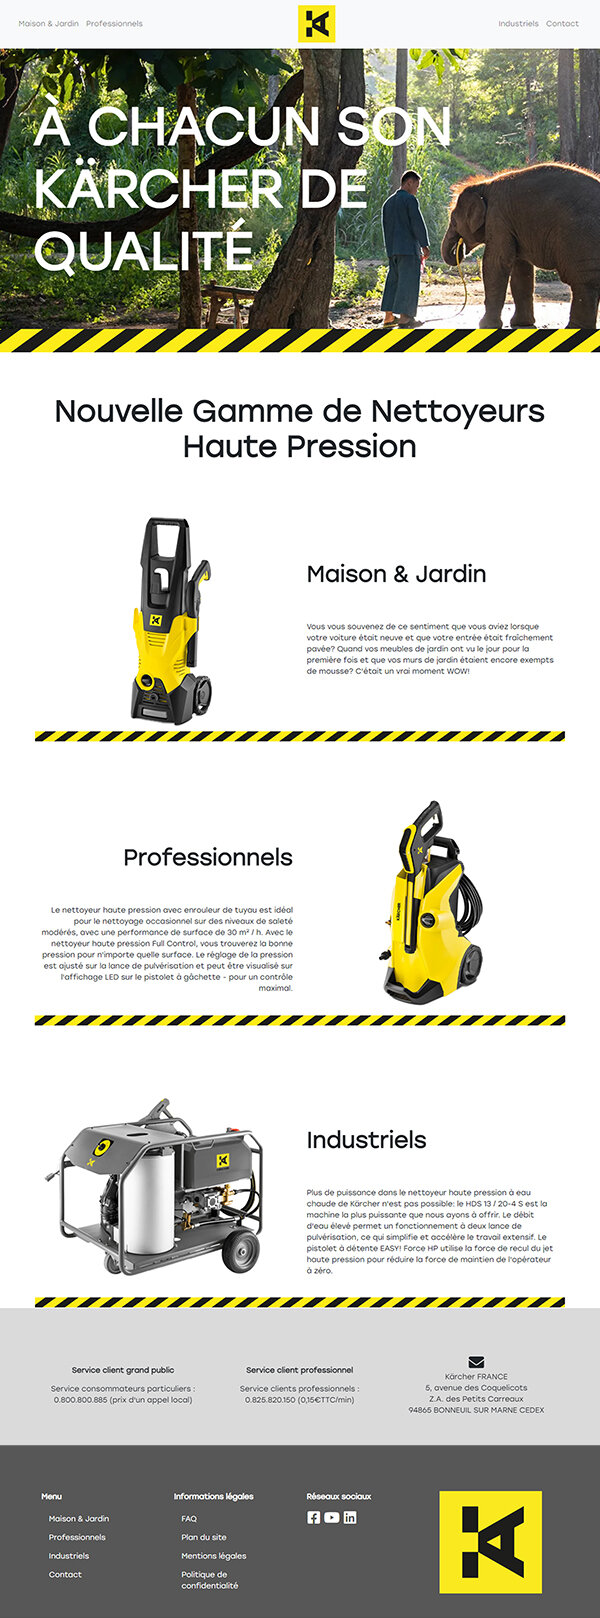 Maison & Jardin Professionnels
Industriels Contact
À CHACUN SON
KÄRCHER DE
QUALITÉ
Nouvelle Gamme de Nettoyeurs
Haute Pression
Maison & Jardin
Vous vous souvenez de ce sentiment que vous aviez lorsque
votre voiture était neuve et que votre entrée était fraîchement
pavée? Quand vos meubles de jardin ont vu le jour pour la
première fois et que vos murs de jardin étaient encore exempts
de mousse? C'était un vrai moment WOW!
Professionnels
Le nettoyeur haute pression avec enrouleur de tuyau est idéal
pour le nettoyage occasionnel sur des niveaux de saleté
modérés, avec une performance de surface de 30 m² / h. Avec le
nettoyeur haute pression Full Control, vous trouverez la bonne
pression pour n'importe quelle surface. Le réglage de la pression
est ajusté sur la lance de pulvérisation et peut être visualisé sur
l'affichage LED sur le pistolet à gâchette - pour un contrôle
maximal.
Industriels
Plus de puissance dans le nettoyeur haute pression à eau
chaude de Kärcher n'est pas possible: le HDS 13 / 20-4 S est la
machine la plus puissante que nous ayons à offrir. Le débit
d'eau élevé permet un fonctionnement à deux lance de
pulvérisation, ce qui simplifie et accélère le travail extensif. Le
pistolet à détente EASY! Force HP utilise la force de recul du jet
haute pression pour réduire la force de maintien de l'opérateur
à zéro.
Service client grand public
Service consommateurs particuliers :
0.800.800.885 (prix d'un appel local)
Service client professionnel
Service clients professionnels :
0.825.820.150 (0,15€TTC/min)
Kärcher FRANCE
5, avenue des Coquelicots
Z.A. des Petits Carreaux
94865 BONNEUIL SUR MARNE CEDEX
Menu
Maison & Jardin
Professionnels
Industriels
Contact
Informations légales
FAQ
Plan du site
Mentions légales
Politique de
confidentialité
Réseaux sociaux